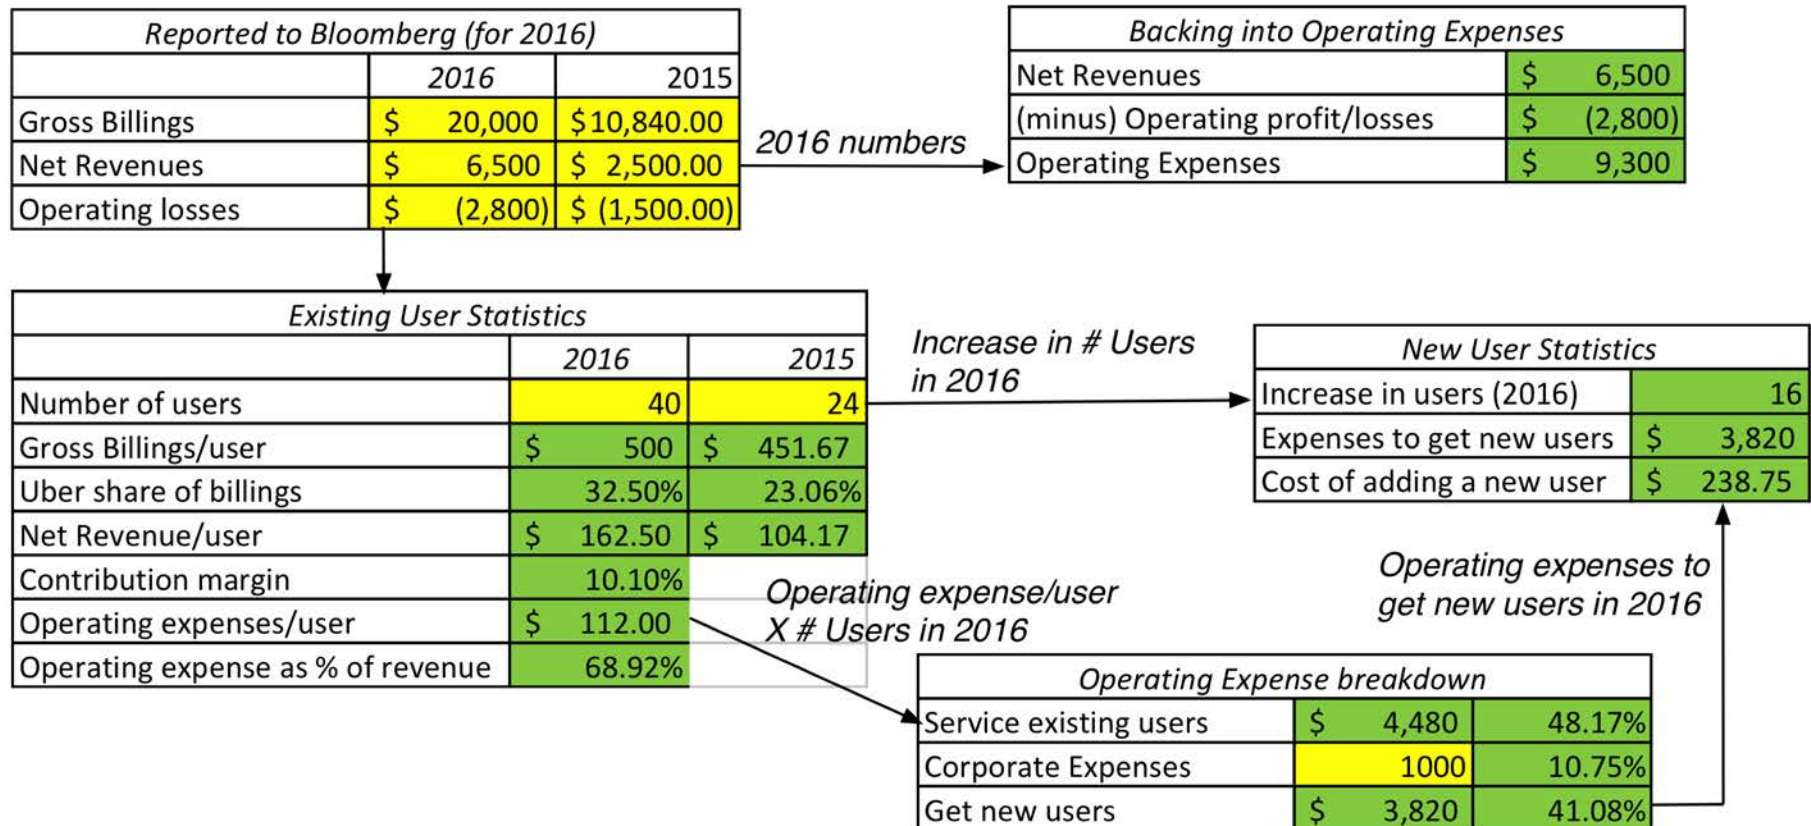 Reported to Bloomberg (for 2016)
2016 2015
Gross Billings $ 20,000 $10,840.00
Net Revenues $ 6,500 $ 2,500.00
Operating losses $ (2,800) $ (1,500.00)
2016 numbers
Backing into Operating Expenses
Net Revenues $ 6,500
(minus) Operating profit/losses $ (2,800)
Operating Expenses $ 9,300
Existing User Statistics
2016 2015
Number of users 40 24
Gross Billings/user $ 500 $ 451.67
Uber share of billings 32.50% 23.06%
Net Revenue/user $ 162.50 $ 104.17
Contribution margin 10.10%
Operating expenses/user $ 112.00
Operating expense as % of revenue 68.92%
Increase in # Users
in 2016
New User Statistics
Increase in users (2016) 16
Expenses to get new users $ 3,820
Cost of adding a new user $ 238.75
Operating expense/user
X # Users in 2016
Operating expenses to
get new users in 2016
Operating Expense breakdown
Service existing users $ 4,480 48.17%
Corporate Expenses 1000 10.75%
Get new users $ 3,820 41.08%